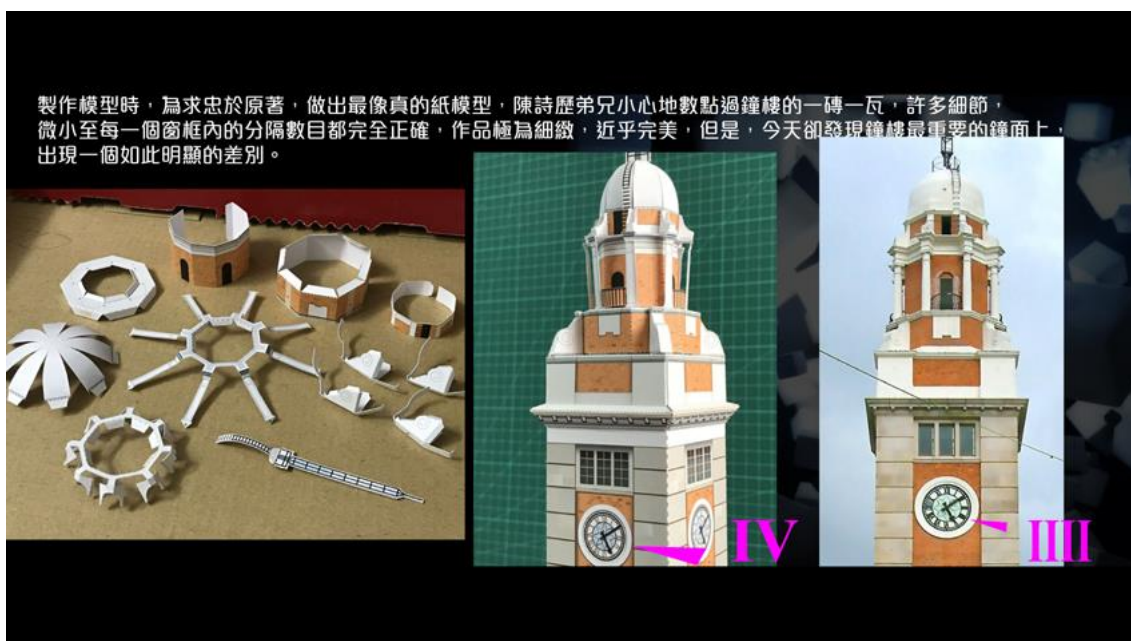 製作模型時，為求忠於原著，做出最像真的紙模型，陳詩歷弟兄小心地數點過鐘樓的一磚一瓦，許多細節，
微小至每一個窗框內的分隔數目都完全正確，作品極為細緻，近乎完美，但是，今天卻發現鐘樓最重要的鐘面上，
出現一個如此明顯的差別。
IV
IIII